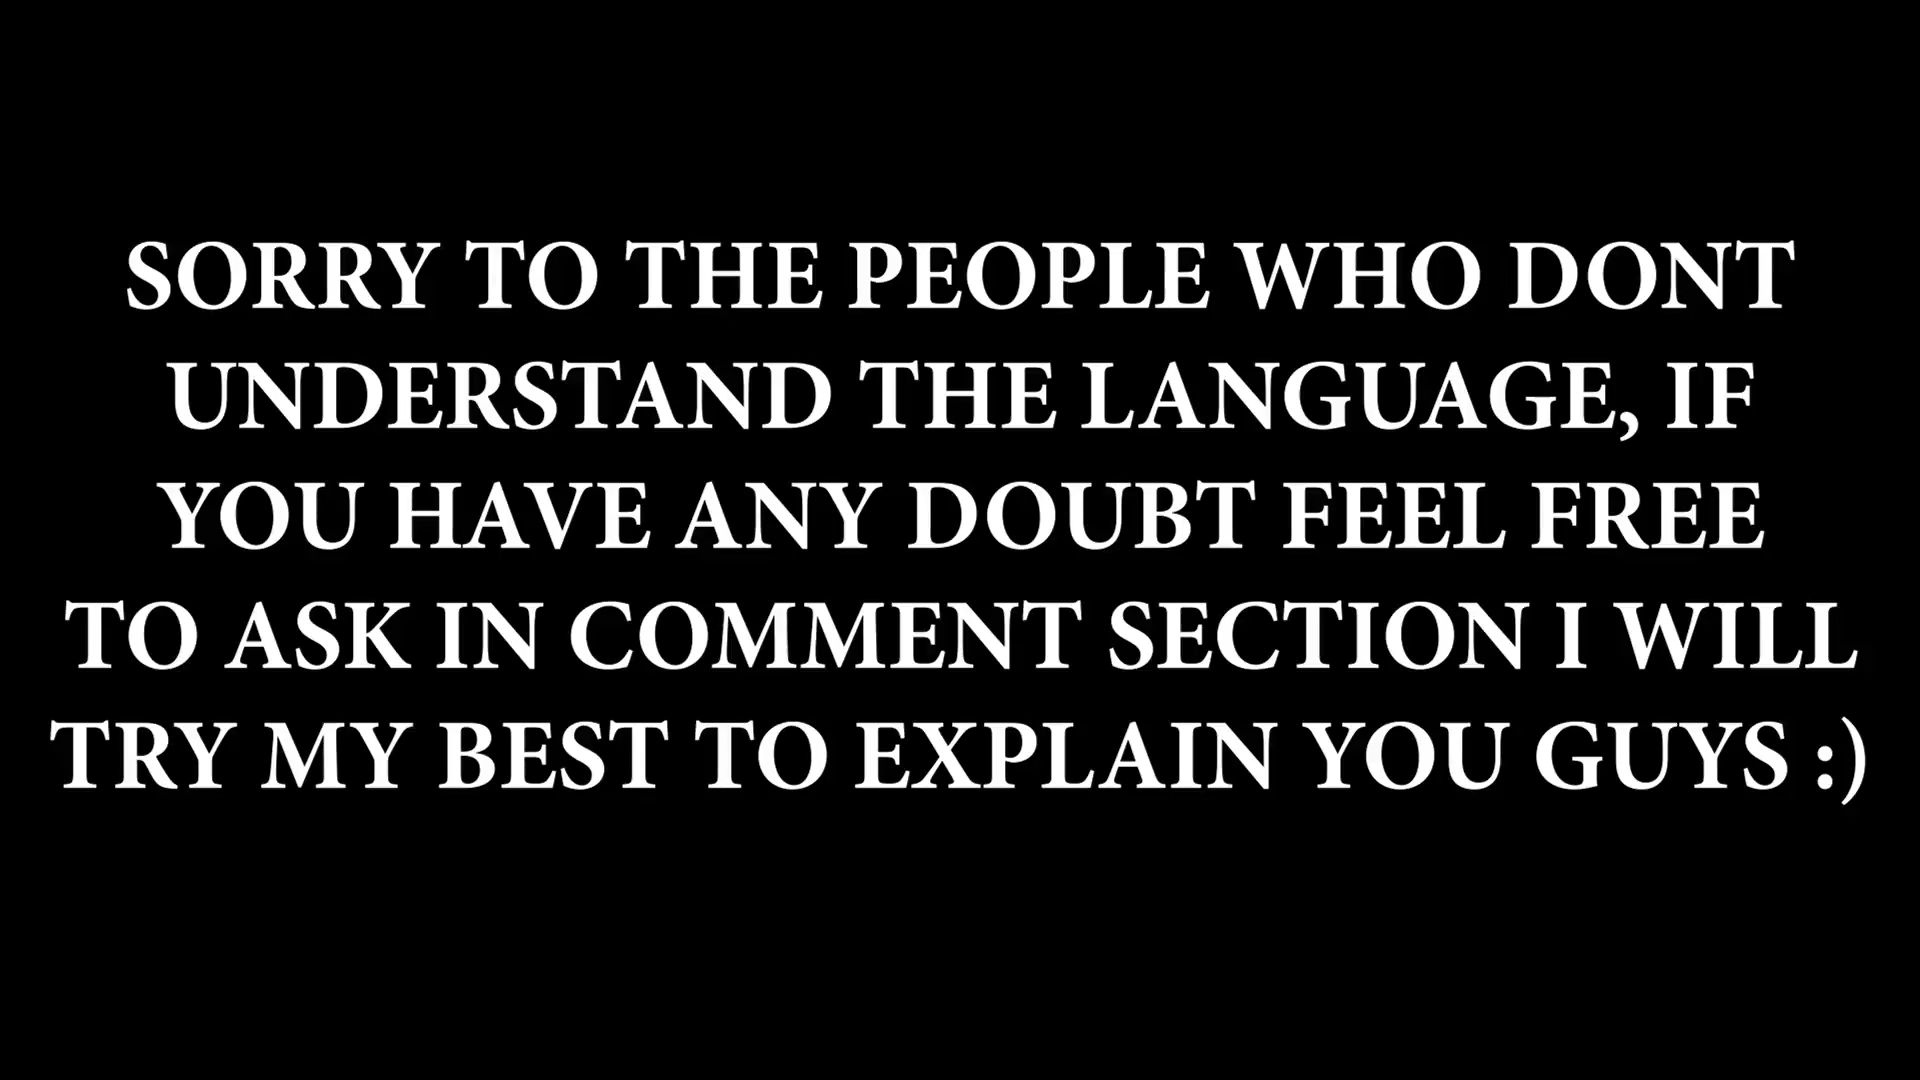 SORRY TO THE PEOPLE WHO DONT
UNDERSTAND THE LANGUAGE, IF
YOU HAVE ANY DOUBT FEEL FREE
TO ASK IN COMMENT SECTION I WILL
TRY MY BEST TO EXPLAIN YOU GUYS :)